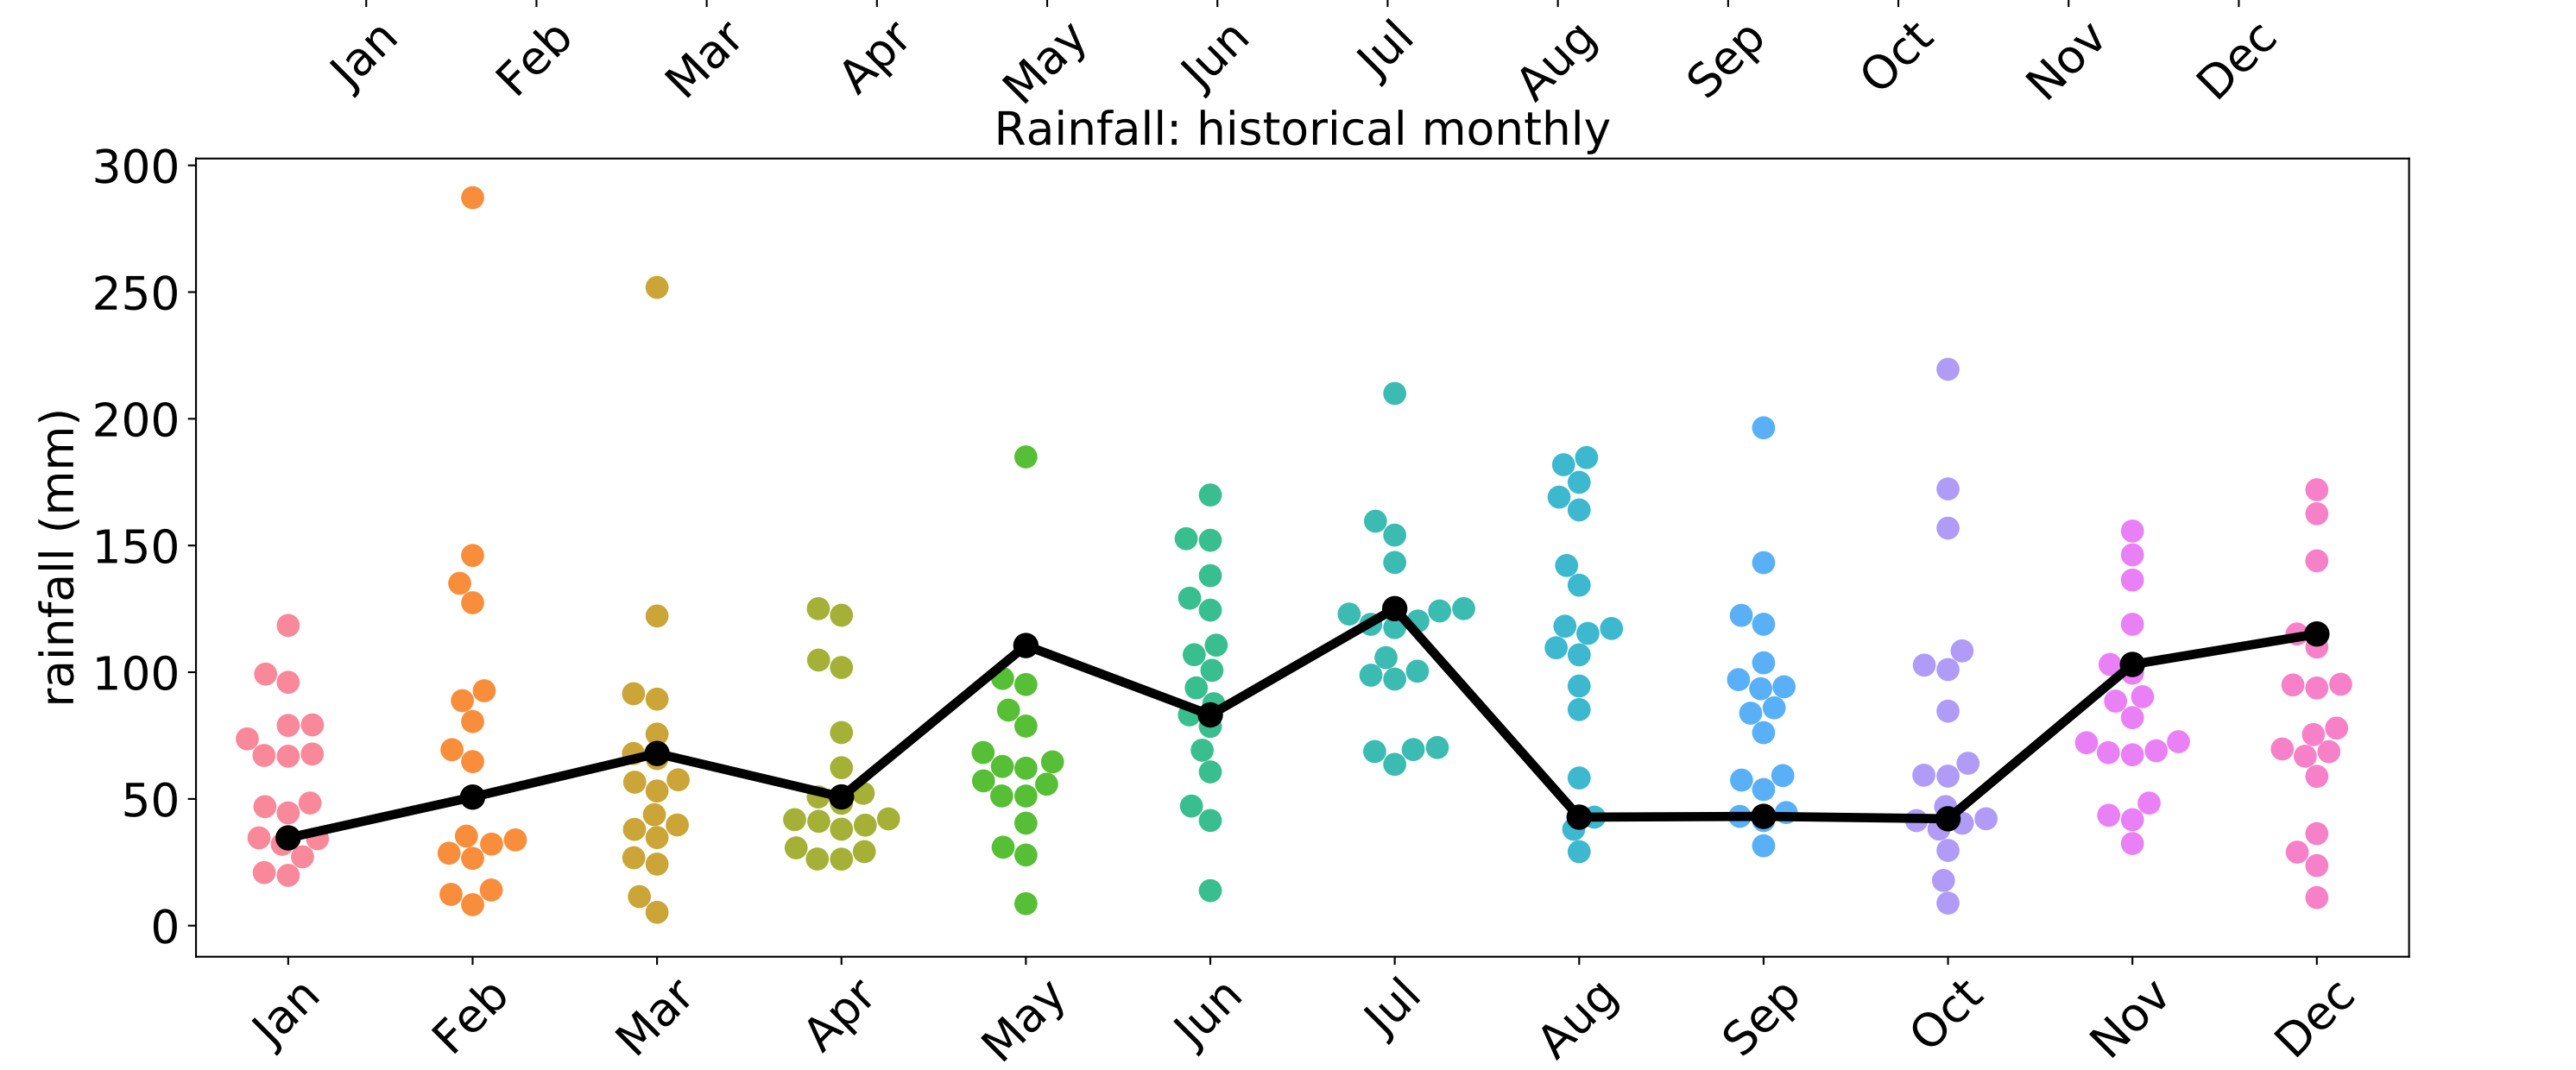 Jan Feb Mar Apr May Jun Jul Aug Sep Oct Nov Dec
Rainfall: historical monthly
rainfall (mm)
300
250
200
150
100
50
0
Jan Feb Mar Apr May Jun Jul Aug Sep Oct Nov Dec